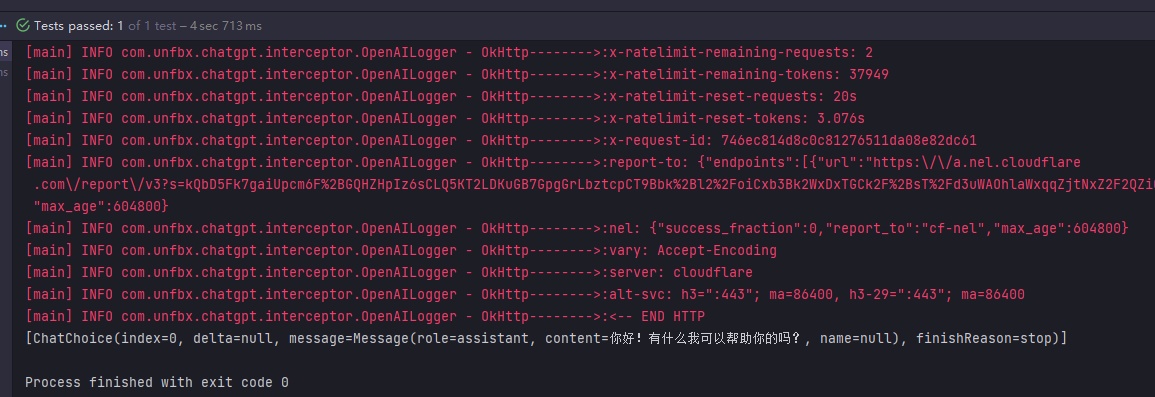 Tests passed: 1 of 1 test – 4 sec 713 ms
[main] INFO com.unfbx.chatgpt.interceptor.OpenAILogger - OkHttp-------->:x-ratelimit-remaining-requests: 2
[main] INFO com.unfbx.chatgpt.interceptor.OpenAILogger - OkHttp-------->:x-ratelimit-remaining-tokens: 37949
[main] INFO com.unfbx.chatgpt.interceptor.OpenAILogger - OkHttp-------->:x-ratelimit-reset-requests: 20s
[main] INFO com.unfbx.chatgpt.interceptor.OpenAILogger - OkHttp-------->:x-ratelimit-reset-tokens: 3.076s
[main] INFO com.unfbx.chatgpt.interceptor.OpenAILogger - OkHttp-------->:x-request-id: 746ec814d8c0c81276511da08e82dc61
[main] INFO com.unfbx.chatgpt.interceptor.OpenAILogger - OkHttp-------->:report-to: {"endpoints":[{"url":"https:\/\/a.nel.cloudflare
.com\/report\/v3?s=kQbD5Fk7gaiUpcm6F%2BGQHZHpIz6sCLQ5KT2LDKuGB7GpgGrLbztcpCT9Bbk%2Bl2%2FoiCxb3Bk2WxDxTGCk2F%2BsT%2Fd3uWAOhlaWxqqZjtNxZ2F2QZi
"max_age":604800}
[main] INFO com.unfbx.chatgpt.interceptor.OpenAILogger - OkHttp-------->:nel: {"success_fraction":0,"report_to":"cf-nel","max_age":604800}
[main] INFO com.unfbx.chatgpt.interceptor.OpenAILogger - OkHttp-------->:vary: Accept-Encoding
[main] INFO com.unfbx.chatgpt.interceptor.OpenAILogger - OkHttp-------->:server: cloudflare
[main] INFO com.unfbx.chatgpt.interceptor.OpenAILogger - OkHttp-------->:alt-svc: h3=":443"; ma=86400, h3-29=":443"; ma=86400
[main] INFO com.unfbx.chatgpt.interceptor.OpenAILogger - OkHttp-------->:<-- END HTTP
[ChatChoice(index=0, delta=null, message=Message(role=assistant, content=你好！有什么我可以帮助你的吗？, name=null), finishReason=stop)]
Process finished with exit code 0